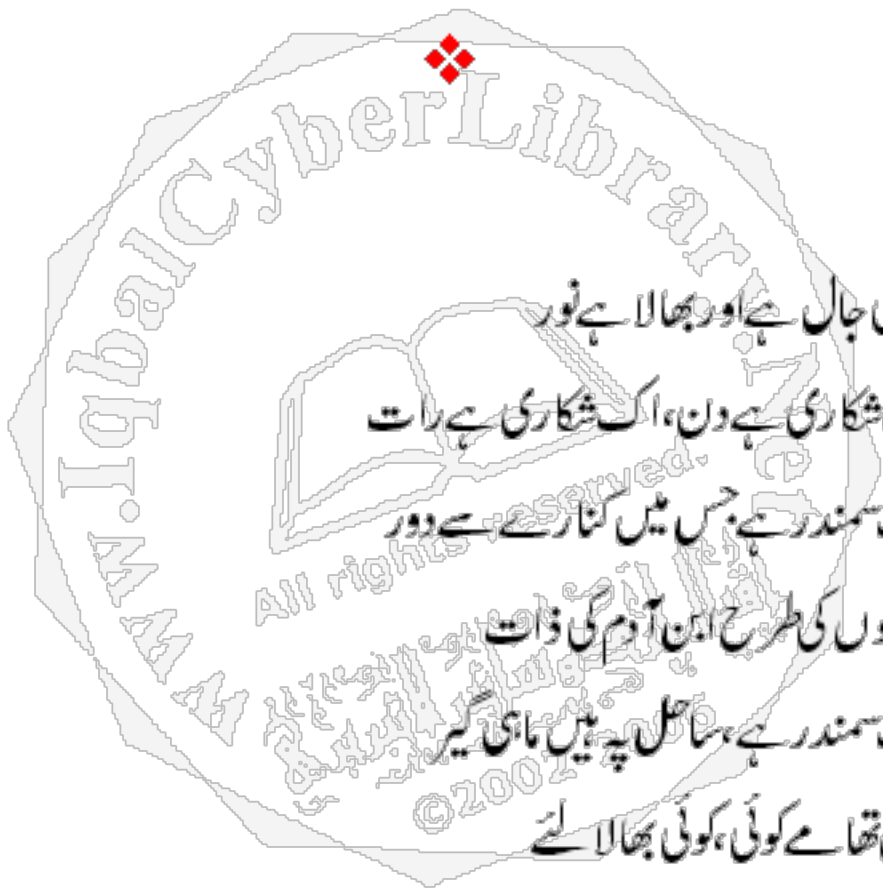 www.IqbalCyberLibrary.Net
جال ہے اور بھالا ہے نور
شکاری ہے دن، اک شکاری ہے رات
سمندر ہے جس میں کنارے سے دور
کی طرح ابن آدم کی ذات
سمندر ہے، ساحل پہ ہیں ماہی گیر
تھامے کوئی، کوئی بھالا لئے
All rights reserved.